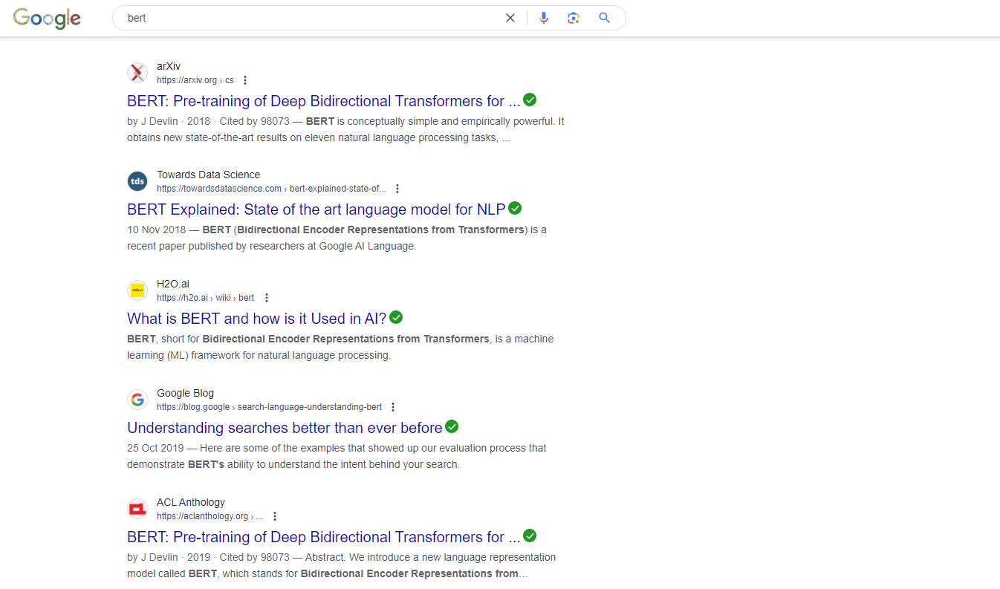 Google
bert
arXiv
https://arxiv.org › cs
BERT: Pre-training of Deep Bidirectional Transformers for ...
by J Devlin · 2018 · Cited by 98073 — BERT is conceptually simple and empirically powerful. It
obtains new state-of-the-art results on eleven natural language processing tasks, ...
tds
Towards Data Science
https://towardsdatascience.com › bert-explained-state-of...
BERT Explained: State of the art language model for NLP
10 Nov 2018 — BERT (Bidirectional Encoder Representations from Transformers) is a
recent paper published by researchers at Google AI Language.
H2O.ai
H2O.ai
https://h2o.ai › wiki › bert
What is BERT and how is it Used in AI?
BERT, short for Bidirectional Encoder Representations from Transformers, is a machine
learning (ML) framework for natural language processing.
G
Google Blog
https://blog.google › search-language-understanding-bert
Understanding searches better than ever before
25 Oct 2019 — Here are some of the examples that showed up our evaluation process that
demonstrate BERT's ability to understand the intent behind your search.
ACL Anthology
https://aclanthology.org › ...
BERT: Pre-training of Deep Bidirectional Transformers for ...
by J Devlin · 2019 · Cited by 98073 — Abstract. We introduce a new language representation
model called BERT, which stands for Bidirectional Encoder Representations from…